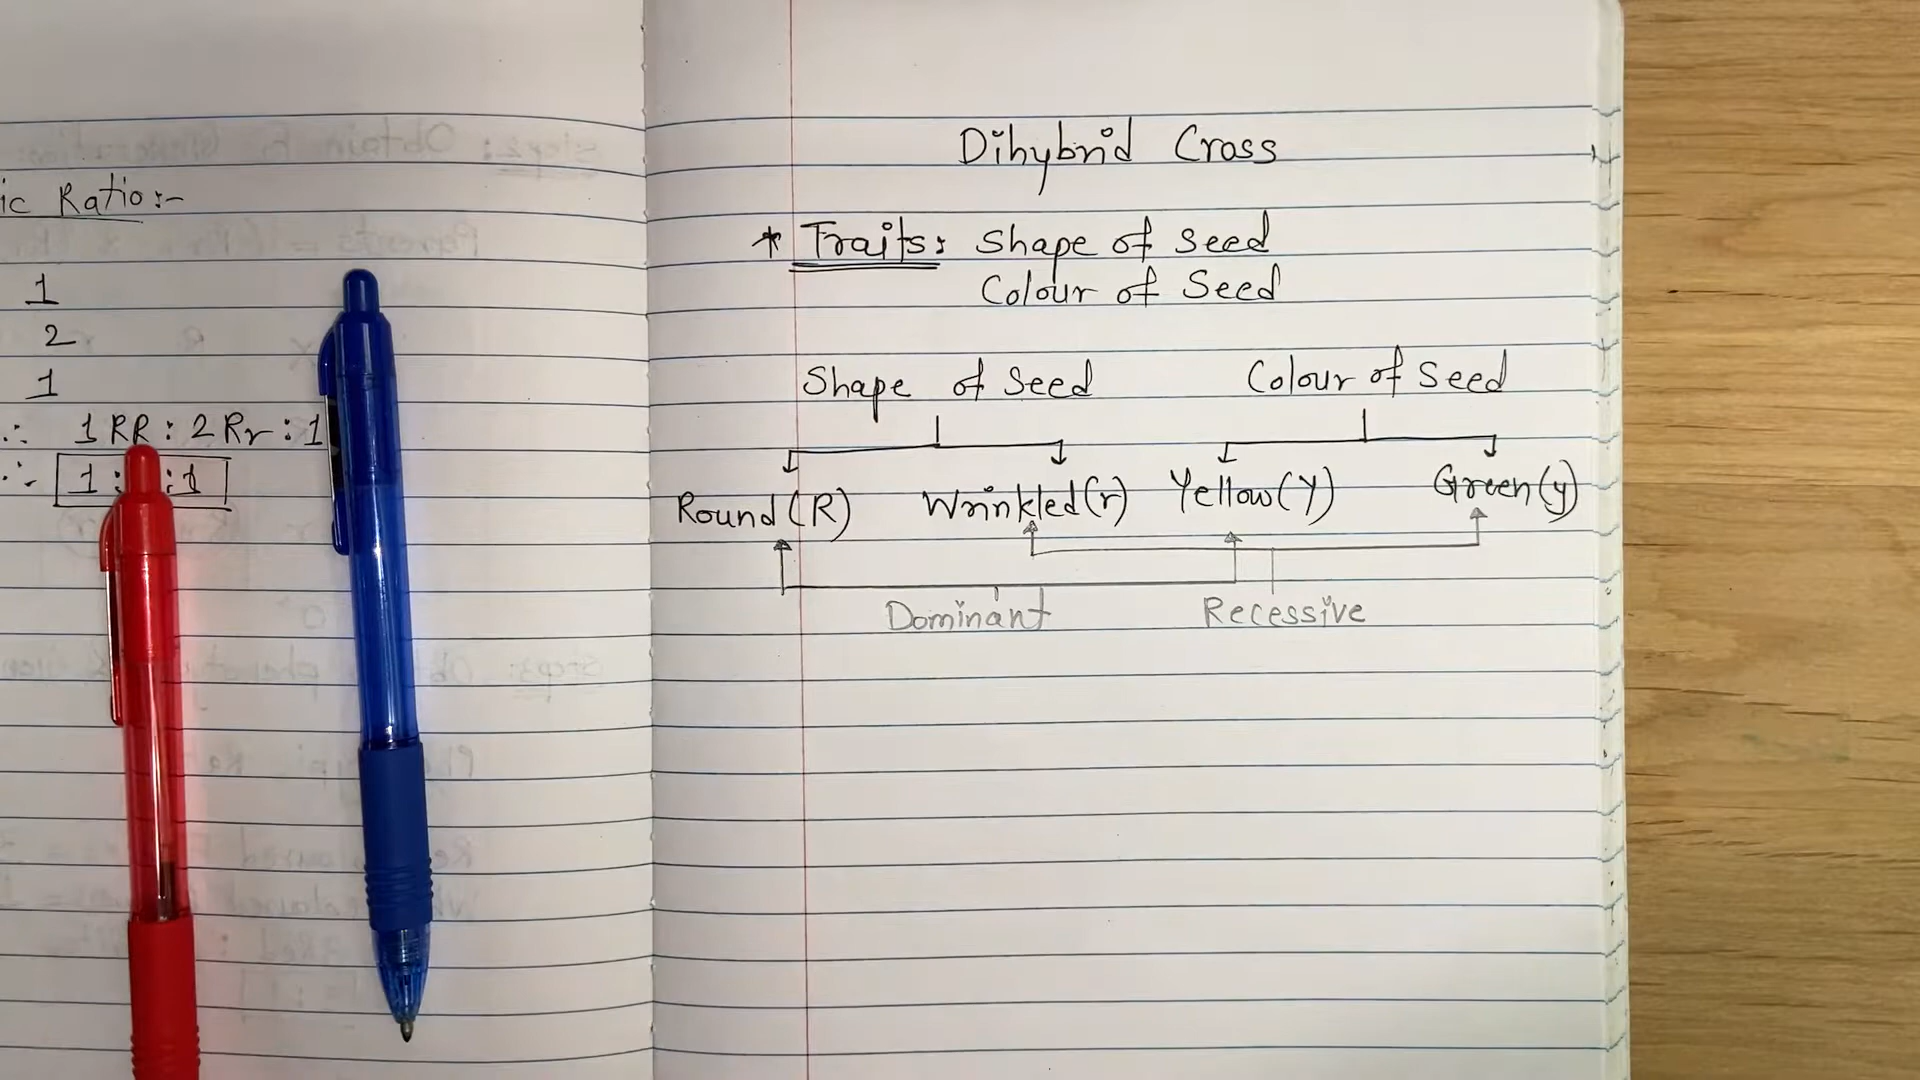 ic Ratio:-
1
2
1
∴ 1 RR : 2 Rr : 1
∴ 1 : : 1
Dihybrid Cross
* Traits: Shape of Seed
Colour of Seed
Shape of Seed
Colour of Seed
Round (R)
Wrinkled (r)
Yellow (Y)
Green (y)
Dominant
Recessive